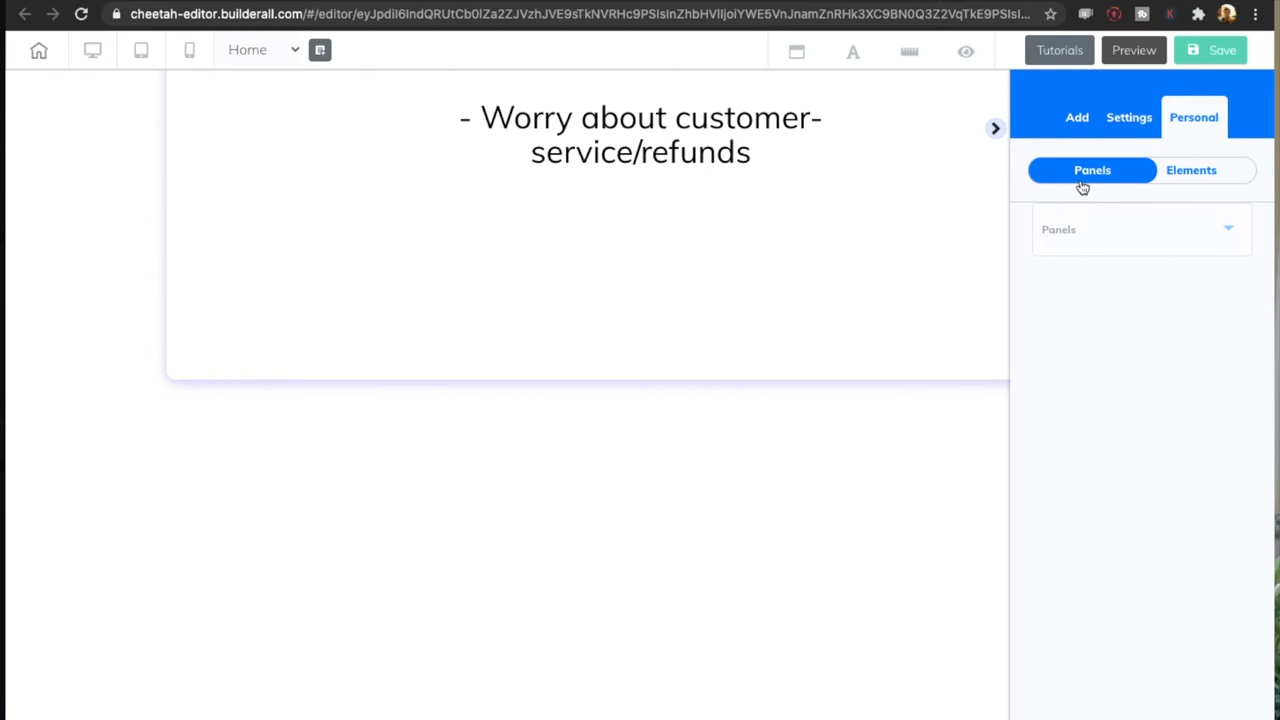 cheetah-editor.builderall.com/#/editor/eyJpdiI6IndQRUtCb0lZa2ZJVzhJVE9sTkNVRHc9PSIsInZhbHVlIjoiYWE5VnJnamZnRHk3XC9BN0Q3Z2VqTkE9PSIsI...
Home
Tutorials
Preview
Save
- Worry about customer-
service/refunds
Add
Settings
Personal
Panels
Elements
Panels